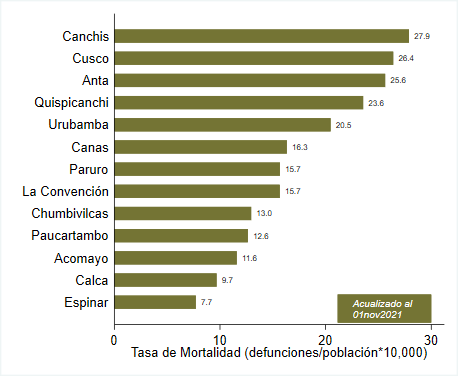 Canchis 27.9
Cusco 26.4
Anta 25.6
Quispicanchi 23.6
Urubamba 20.5
Canas 16.3
Paruro 15.7
La Convención 15.7
Chumbivilcas 13.0
Paucartambo 12.6
Acomayo 11.6
Calca 9.7
Espinar 7.7
Acualizado al
01nov2021
0 10 20 30
Tasa de Mortalidad (defunciones/población*10,000)